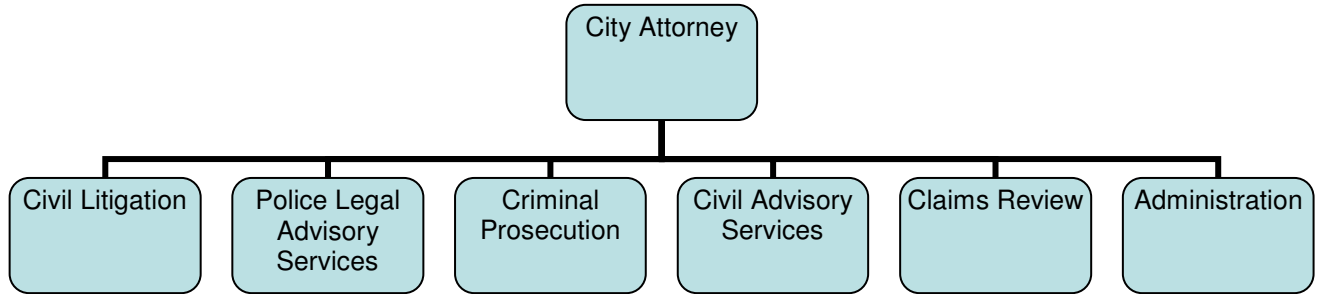 City Attorney
Civil Litigation
Police Legal
Advisory
Services
Criminal
Prosecution
Civil Advisory
Services
Claims Review
Administration